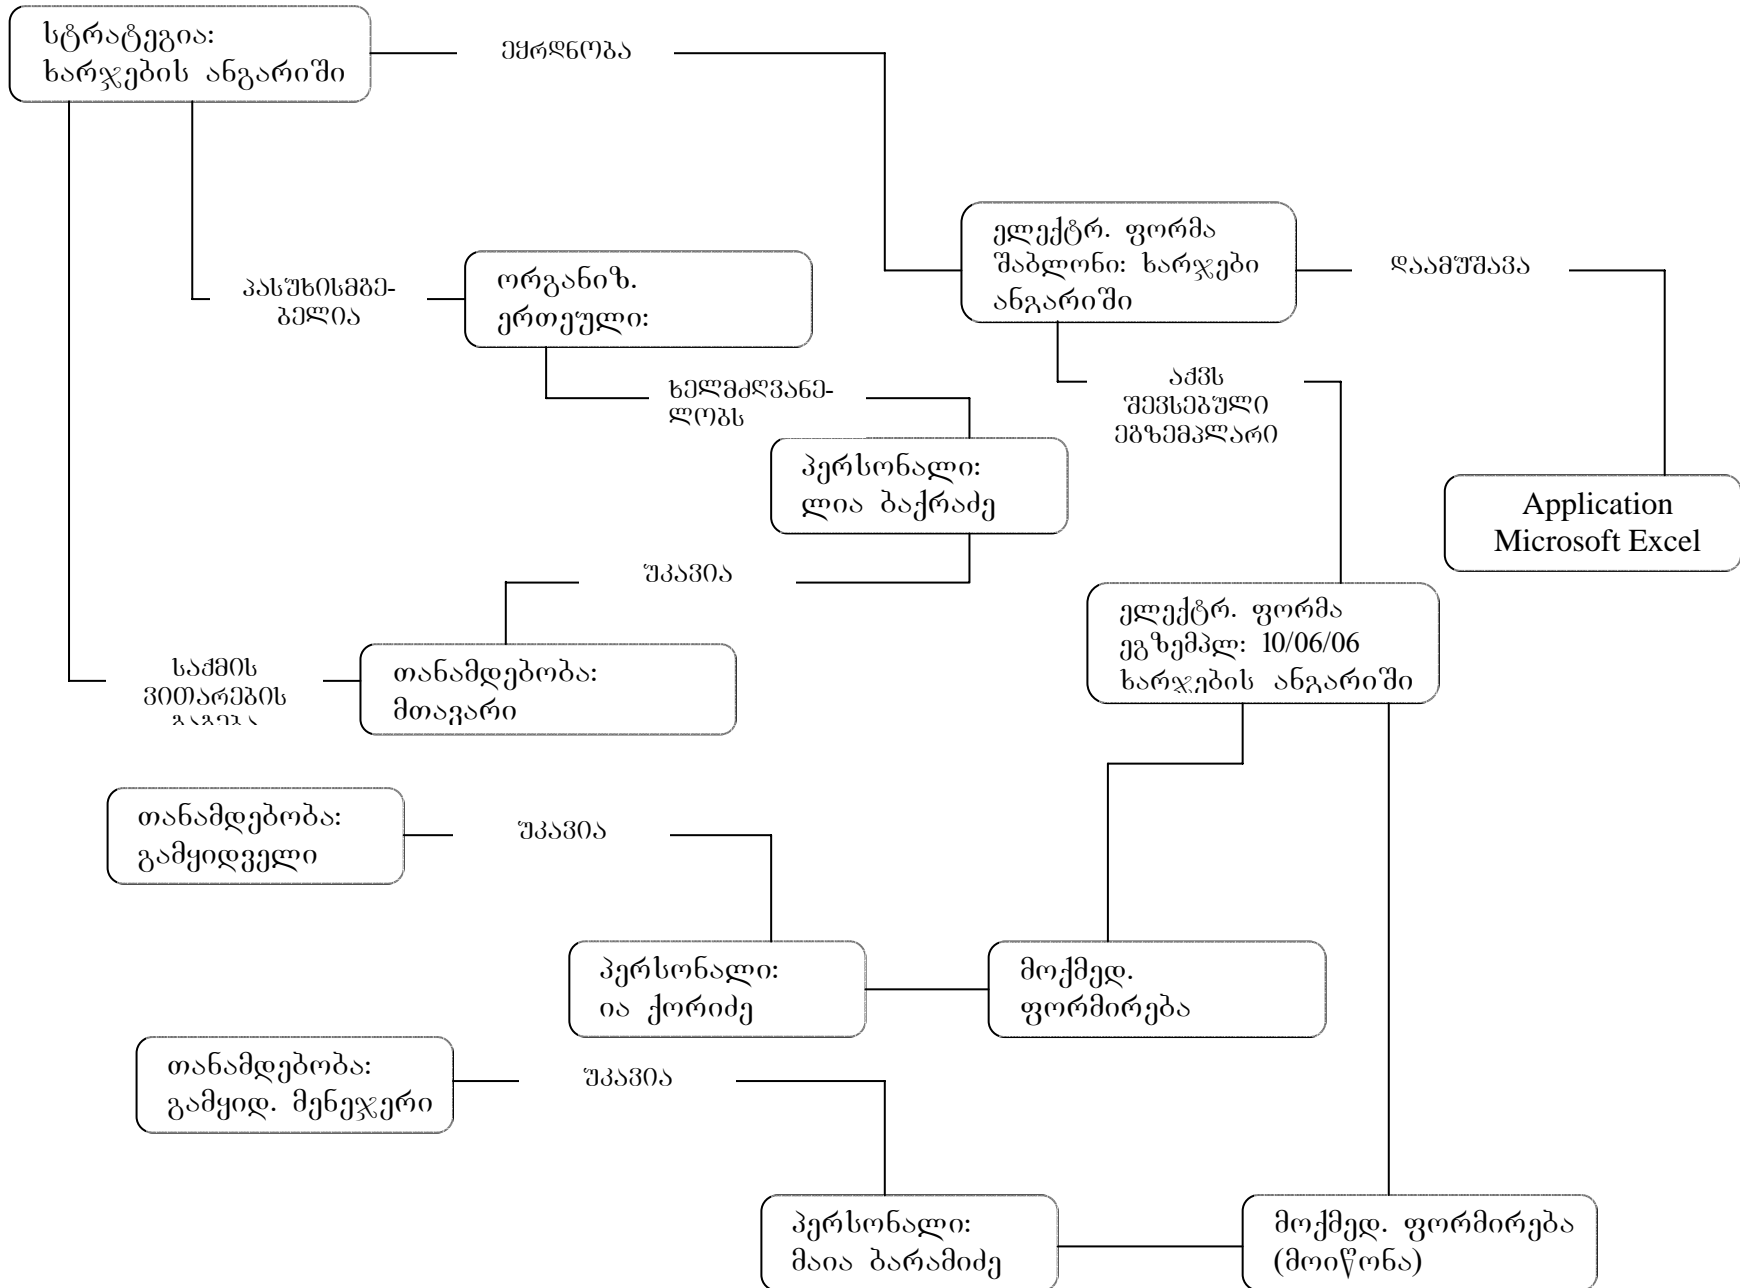 სტრატეგია:
ხარჯების ანგარიში
ეყრდნობა
ელექტრ. ფორმა
შაბლონი: ხარჯები
ანგარიში
დაამუშავა
პასუხისმგე-
ბელია
ორგანიზ.
ერთეული:
ხელმძღვანე-
ლობს
აქვს
შევსებული
ეგზემპლარი
პერსონალი:
ლია ბაქრაძე
Application
Microsoft Excel
უკავია
ელექტრ. ფორმა
ეგზემპლ: 10/06/06
ხარჯების ანგარიში
საქმის
ვითარების
გაგება
თანამდებობა:
მთავარი
თანამდებობა:
გამყიდველი
უკავია
პერსონალი:
ია ქორიძე
მოქმედ.
ფორმირება
თანამდებობა:
გამყიდ. მენეჯერი
უკავია
პერსონალი:
მაია ბარამიძე
მოქმედ. ფორმირება
(მოიწონა)